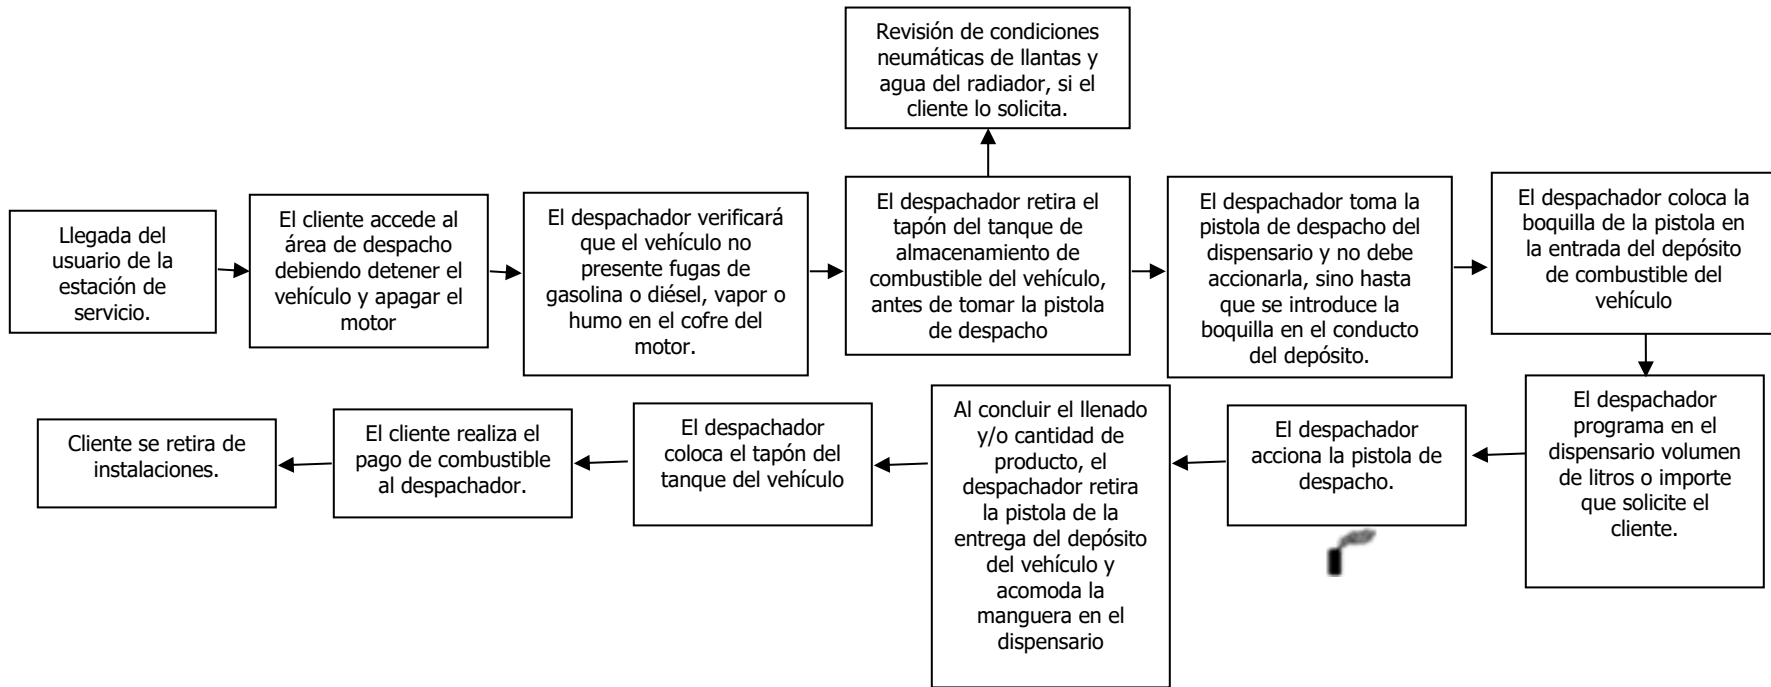 Revisión de condiciones
neumáticas de llantas y
agua del radiador, si el
cliente lo solicita.
Llegada del
usuario de la
estación de
servicio.
El cliente accede al
área de despacho
debiendo detener el
vehículo y apagar el
motor
El despachador verificará
que el vehículo no
presente fugas de
gasolina o diésel, vapor o
humo en el cofre del
motor.
El despachador retira el
tapón del tanque de
almacenamiento de
combustible del vehículo,
antes de tomar la pistola
de despacho
El despachador toma la
pistola de despacho del
dispensario y no debe
accionarla, sino hasta
que se introduce la
boquilla en el conducto
del depósito.
El despachador coloca la
boquilla de la pistola en
la entrada del depósito
de combustible del
vehículo
El despachador
programa en el
dispensario volumen
de litros o importe
que solicite el
cliente.
El despachador
acciona la pistola de
despacho.
Al concluir el llenado
y/o cantidad de
producto, el
despachador retira
la pistola de la
entrega del depósito
del vehículo y
acomoda la
manguera en el
dispensario
El despachador
coloca el tapón del
tanque del vehículo
El cliente realiza el
pago de combustible
al despachador.
Cliente se retira de
instalaciones.